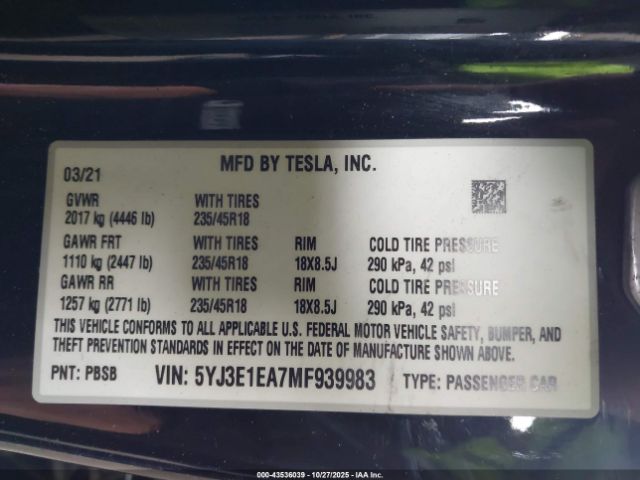 MFD BY TESLA, INC.
03/21
GVWR WITH TIRES
2017 kg (4446 lb) 235/45R18
GAWR FRT WITH TIRES RIM COLD TIRE PRESSURE
1110 kg (2447 lb) 235/45R18 18X8.5J 290 kPa, 42 psi
GAWR RR WITH TIRES RIM COLD TIRE PRESSURE
1257 kg (2771 lb) 235/45R18 18X8.5J 290 kPa, 42 psi
THIS VEHICLE CONFORMS TO ALL APPLICABLE U.S. FEDERAL MOTOR VEHICLE SAFETY, BUMPER, AND
THEFT PREVENTION STANDARDS IN EFFECT ON THE DATE OF MANUFACTURE SHOWN ABOVE.
PNT: PBSB VIN: 5YJ3E1EA7MF939983 TYPE: PASSENGER CAR
000-43536039 - 10/27/2025 - IAA Inc.